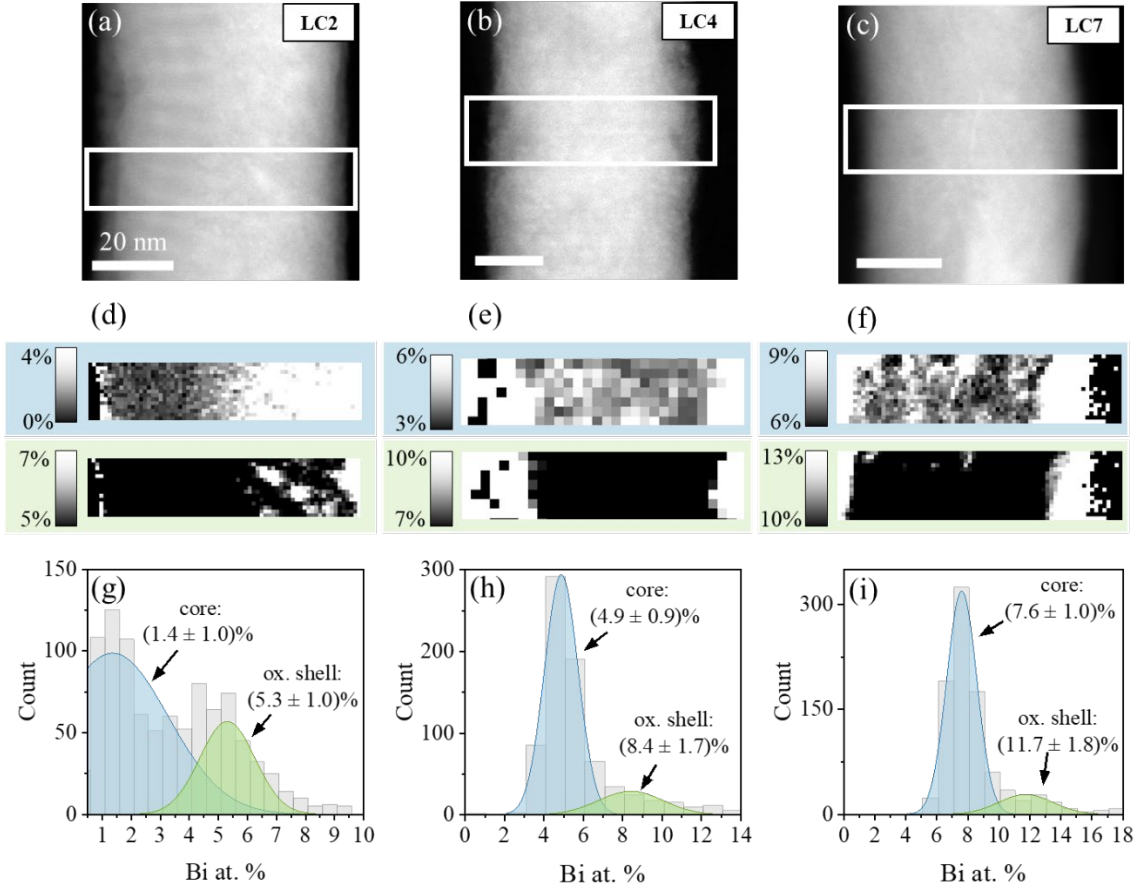 (a)
LC2
(b)
LC4
(c)
LC7
20 nm
(d)
(e)
(f)
4%
0%
6%
3%
9%
6%
7%
5%
10%
7%
13%
10%
(g)
core:
(1.4 ± 1.0)%
ox. shell:
(5.3 ± 1.0)%
150
100
50
0
Count
1 2 3 4 5 6 7 8 9 10
Bi at. %
(h)
core:
(4.9 ± 0.9)%
ox. shell:
(8.4 ± 1.7)%
300
200
100
0
Count
0 2 4 6 8 10 12 14
Bi at. %
(i)
core:
(7.6 ± 1.0)%
ox. shell:
(11.7 ± 1.8)%
300
150
0
Count
0 2 4 6 8 10 12 14 16 18
Bi at. %